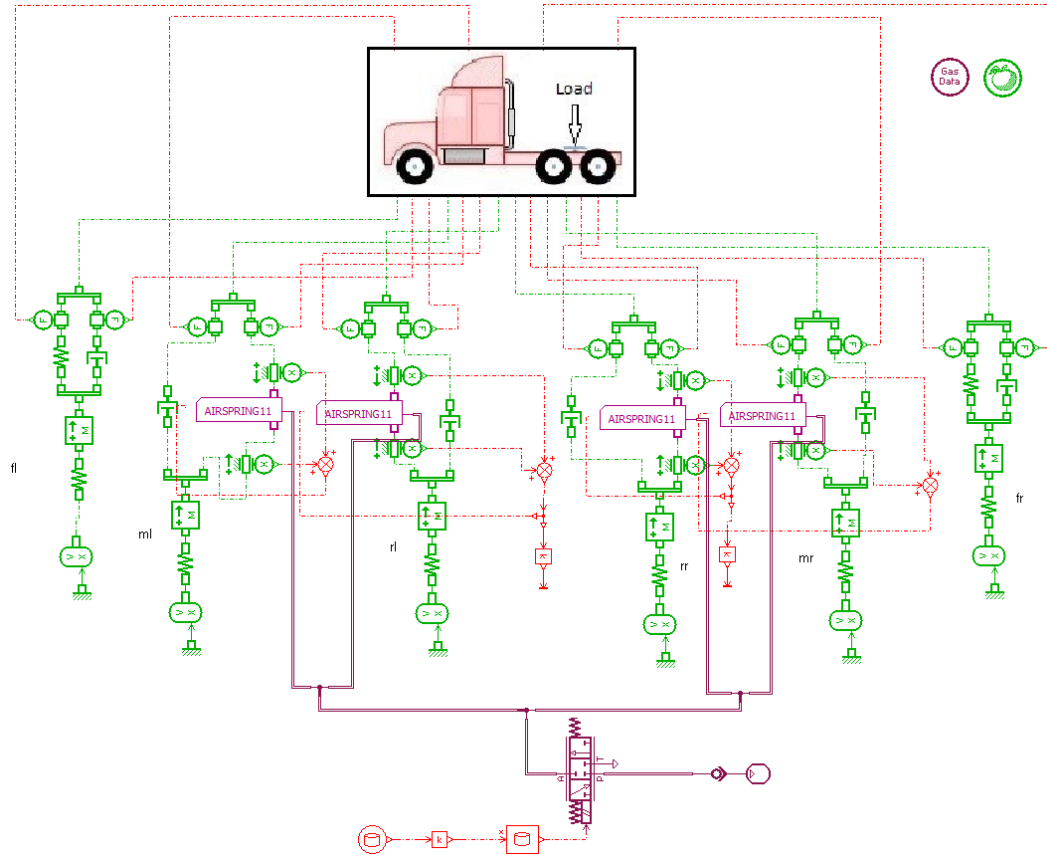 Gas
Data
Load
F
F
F
F
F
F
F
F
F
F
F
F
X
X
X
X
AIRSPRING11
AIRSPRING11
AIRSPRING11
AIRSPRING11
+
+
+
+
M
M
fl
X
X
X
X
+
+
+
+
fr
M
M
M
M
ml
rl
rr
mr
V X
k
k
V X
V X
V X
V X
V X
A
T
P
k
x